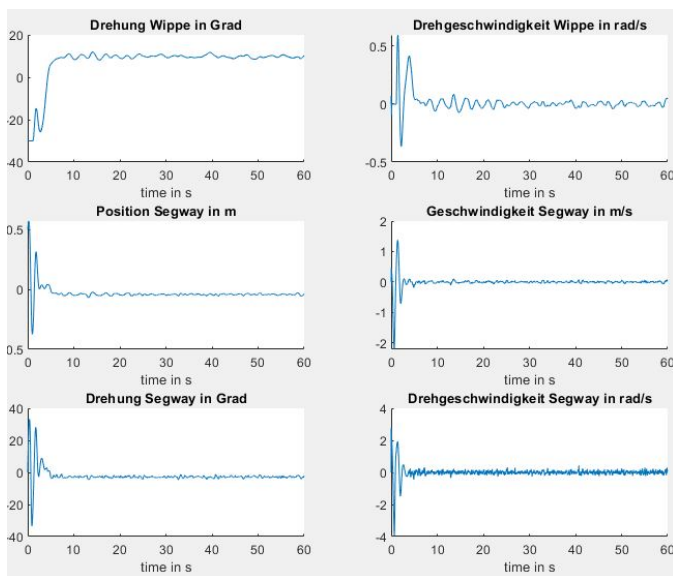 Drehung Wippe in Grad
20
0
-20
-40
0 10 20 30 40 50 60
time in s
Drehgeschwindigkeit Wippe in rad/s
0.5
0
-0.5
0 10 20 30 40 50 60
time in s
Position Segway in m
0.5
0
0.5
0 10 20 30 40 50 60
time in s
Geschwindigkeit Segway in m/s
2
1
0
-1
-2
0 10 20 30 40 50 60
time in s
Drehung Segway in Grad
40
20
0
-20
-40
0 10 20 30 40 50 60
time in s
Drehgeschwindigkeit Segway in rad/s
4
2
0
-2
-4
0 10 20 30 40 50 60
time in s